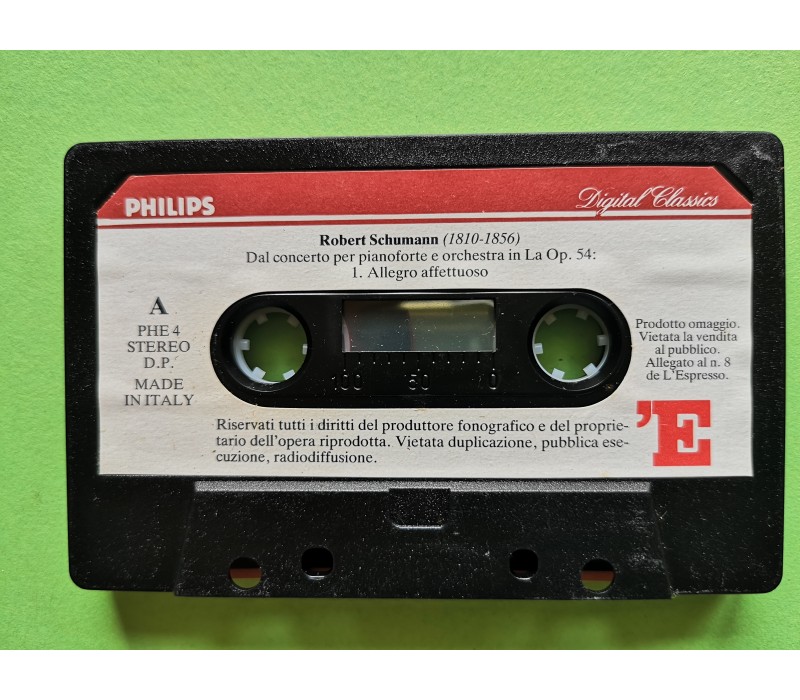 PHILIPS
Digital Classics
Robert Schumann (1810-1856)
Dal concerto per pianoforte e orchestra in La Op. 54:
1. Allegro affettuoso
A
PHE 4
STEREO
D.P.
MADE
IN ITALY
100 50 0
Prodotto omaggio.
Vietata la vendita
al pubblico.
Allegato al n. 8
de L'Espresso.
Riservati tutti i diritti del produttore fonografico e del proprie-
tario dell'opera riprodotta. Vietata duplicazione, pubblica ese-
cuzione, radiodiffusione.
'E